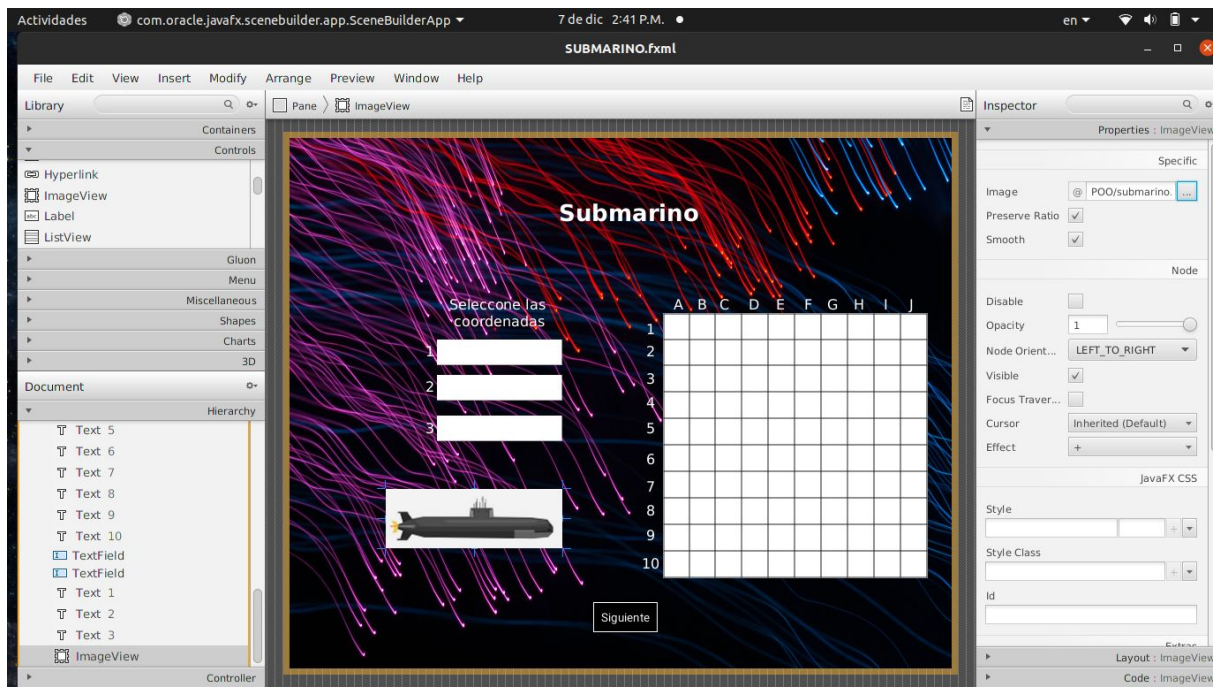 Actividades com.oracle.javafx.scenebuilder.app.SceneBuilderApp 7 de dic 2:41 P.M. en
SUBMARINO.fxml
File Edit View Insert Modify Arrange Preview Window Help
Library
Containers
Controls
Hyperlink
ImageView
abc Label
ListView
Gluon
Menu
Miscellaneous
Shapes
Charts
3D
Document
Hierarchy
Text 5
Text 6
Text 7
Text 8
Text 9
Text 10
TextField
TextField
Text 1
Text 2
Text 3
ImageView
Controller
Pane ImageView
Submarino
Seleccone las
coordenadas
1
2
3
A B C D E F G H I J
1
2
3
4
5
6
7
8
9
10
Siguiente
Inspector
Properties : ImageView
Specific
Image @ POO/submarino. ...
Preserve Ratio
Smooth
Node
Disable
Opacity 1
Node Orient... LEFT_TO_RIGHT
Visible
Focus Traver...
Cursor Inherited (Default)
Effect +
JavaFX CSS
Style
+
Style Class
+
Id
Extras
Layout : ImageView
Code : ImageView